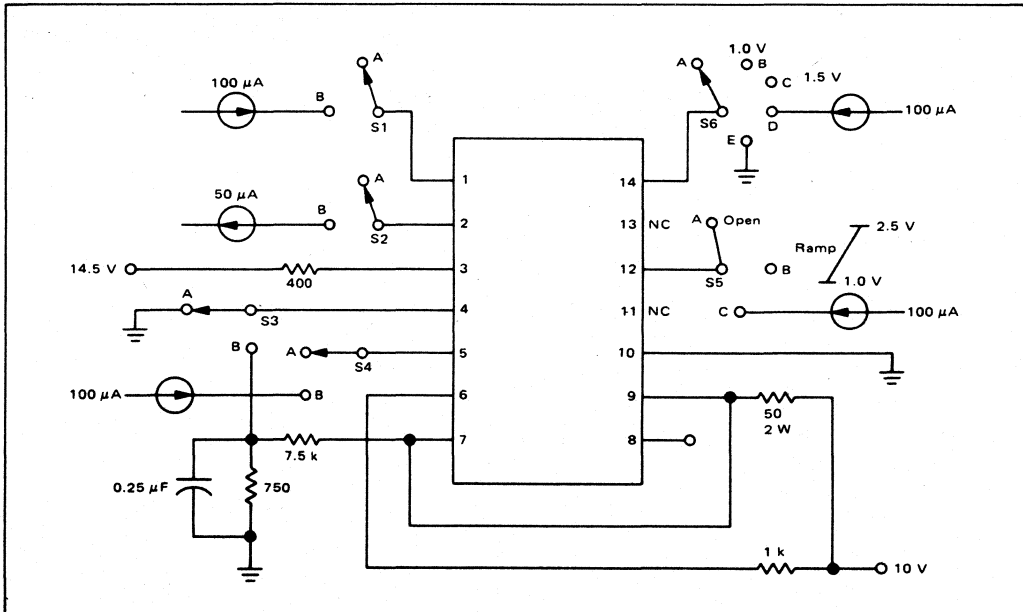 100 µA
B
A
S1
1
50 µA
B
A
S2
2
14.5 V
400
3
A
S3
4
B
A
S4
5
100 µA
B
6
7.5 k
7
0.25 µF
750
1.0 V
A
B
C
1.5 V
S6
D
100 µA
E
14
13
NC
A
Open
Ramp
2.5 V
12
S5
B
1.0 V
11
NC
C
100 µA
10
9
50
2 W
8
1 k
10 V